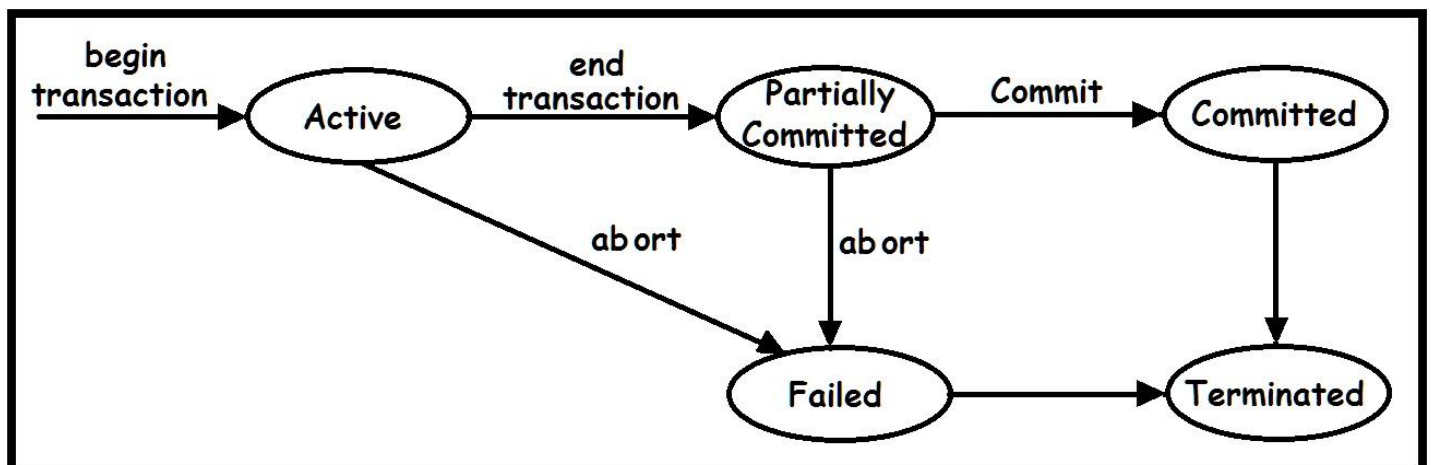 begin
transaction
Active
end
transaction
Partially
Committed
Commit
Committed
abort
abort
Failed
Terminated